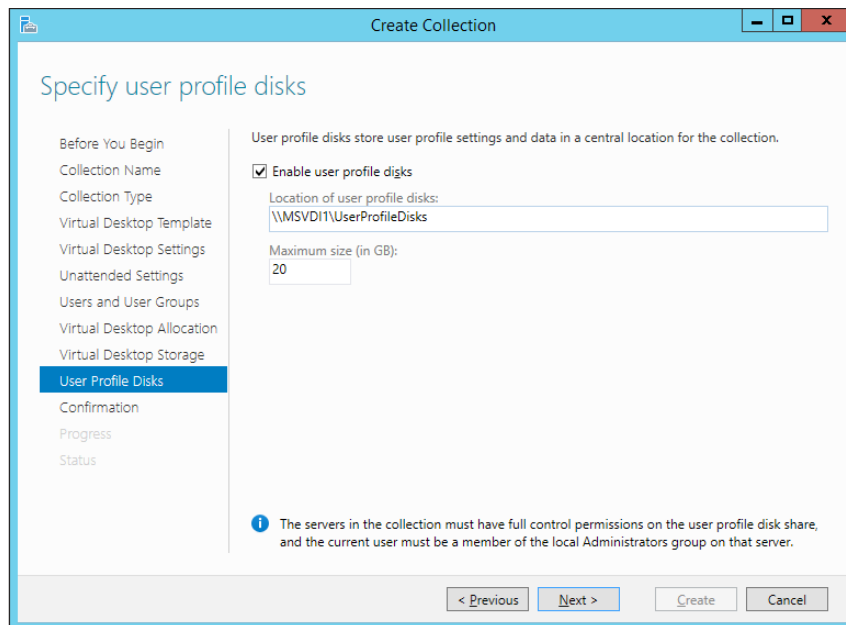 Create Collection
Specify user profile disks
Before You Begin
Collection Name
Collection Type
Virtual Desktop Template
Virtual Desktop Settings
Unattended Settings
Users and User Groups
Virtual Desktop Allocation
Virtual Desktop Storage
User Profile Disks
Confirmation
Progress
Status
User profile disks store user profile settings and data in a central location for the collection.
Enable user profile disks
Location of user profile disks:
\\MSVDI1\UserProfileDisks
Maximum size (in GB):
20
The servers in the collection must have full control permissions on the user profile disk share,
and the current user must be a member of the local Administrators group on that server.
< Previous
Next >
Create
Cancel